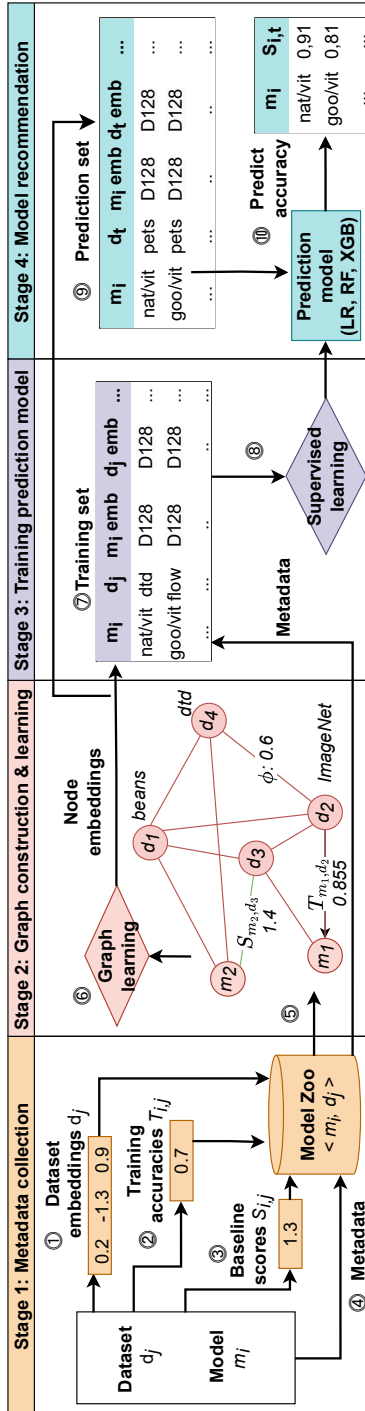 Stage 1: Metadata collection
Dataset
dj
Model
mi
①
Dataset
embeddings dj
0.2 -1.3 0.9
②
Training
accuracies Ti,j
0.7
③
Baseline
scores Si,j
1.3
④
Metadata
Model Zoo
< mi, dj >
Stage 2: Graph construction & learning
⑤
⑥
Graph
learning
Node
embeddings
beans
d1
dtd
d4
m2
d3
Sm2,d3
1.4
ϕ: 0.6
d2
ImageNet
m1
Tm1,d2
0.855
Stage 3: Training prediction model
⑦ Training set
mi dj mi emb dj emb ...
nat/vit dtd D128 D128 ...
goo/vit flow D128 D128 ...
... .. .. ...
Metadata
⑧
Supervised
learning
Stage 4: Model recommendation
⑨ Prediction set
mi dt mi emb dt emb ...
nat/vit pets D128 D128 ...
goo/vit pets D128 D128 ...
... .. .. ...
Prediction
model
(LR, RF, XGB)
⑩
Predict
accuracy
mi Si,t
nat/vit 0,91
goo/vit 0,81
... ...